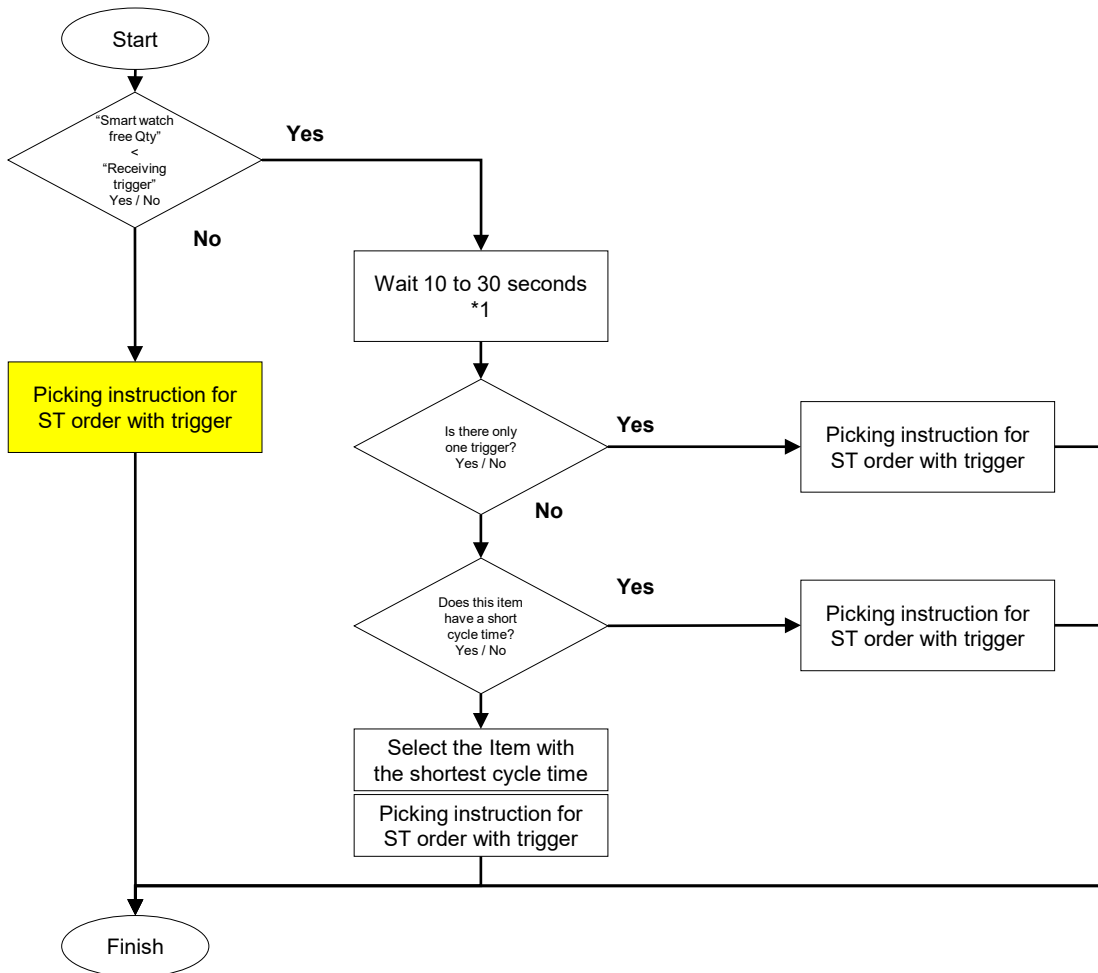 Start
“Smart watch
free Qty”
<
“Receiving
trigger”
Yes / No
Yes
No
Wait 10 to 30 seconds
*1
Picking instruction for
ST order with trigger
Is there only
one trigger?
Yes / No
Yes
Picking instruction for
ST order with trigger
No
Does this item
have a short
cycle time?
Yes / No
Yes
Picking instruction for
ST order with trigger
Select the Item with
the shortest cycle time
Picking instruction for
ST order with trigger
Finish